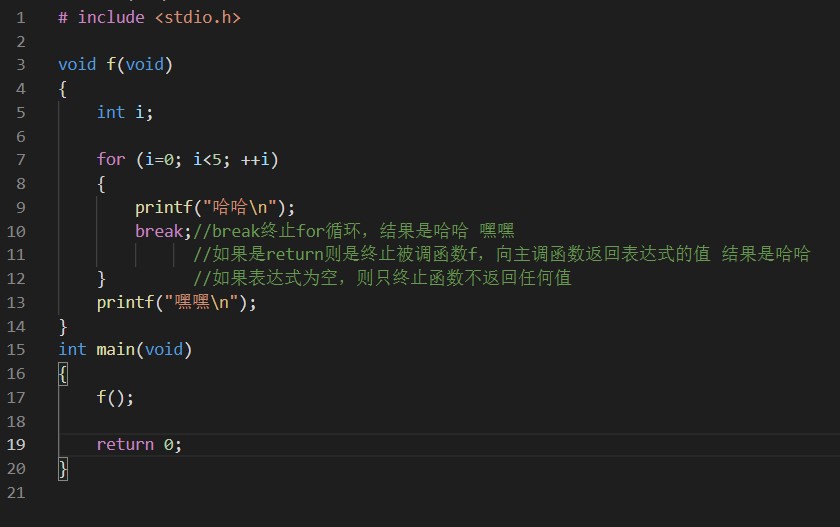 1 # include <stdio.h>
2
3 void f(void)
4 {
5 int i;
6
7 for (i=0; i<5; ++i)
8 {
9 printf("哈哈\n");
10 break;//break终止for循环，结果是哈哈 嘿嘿
11 //如果是return则是终止被调函数f，向主调函数返回表达式的值 结果是哈哈
12 } //如果表达式为空，则只终止函数不返回任何值
13 printf("嘿嘿\n");
14 }
15 int main(void)
16 {
17 f();
18
19 return 0;
20 }
21